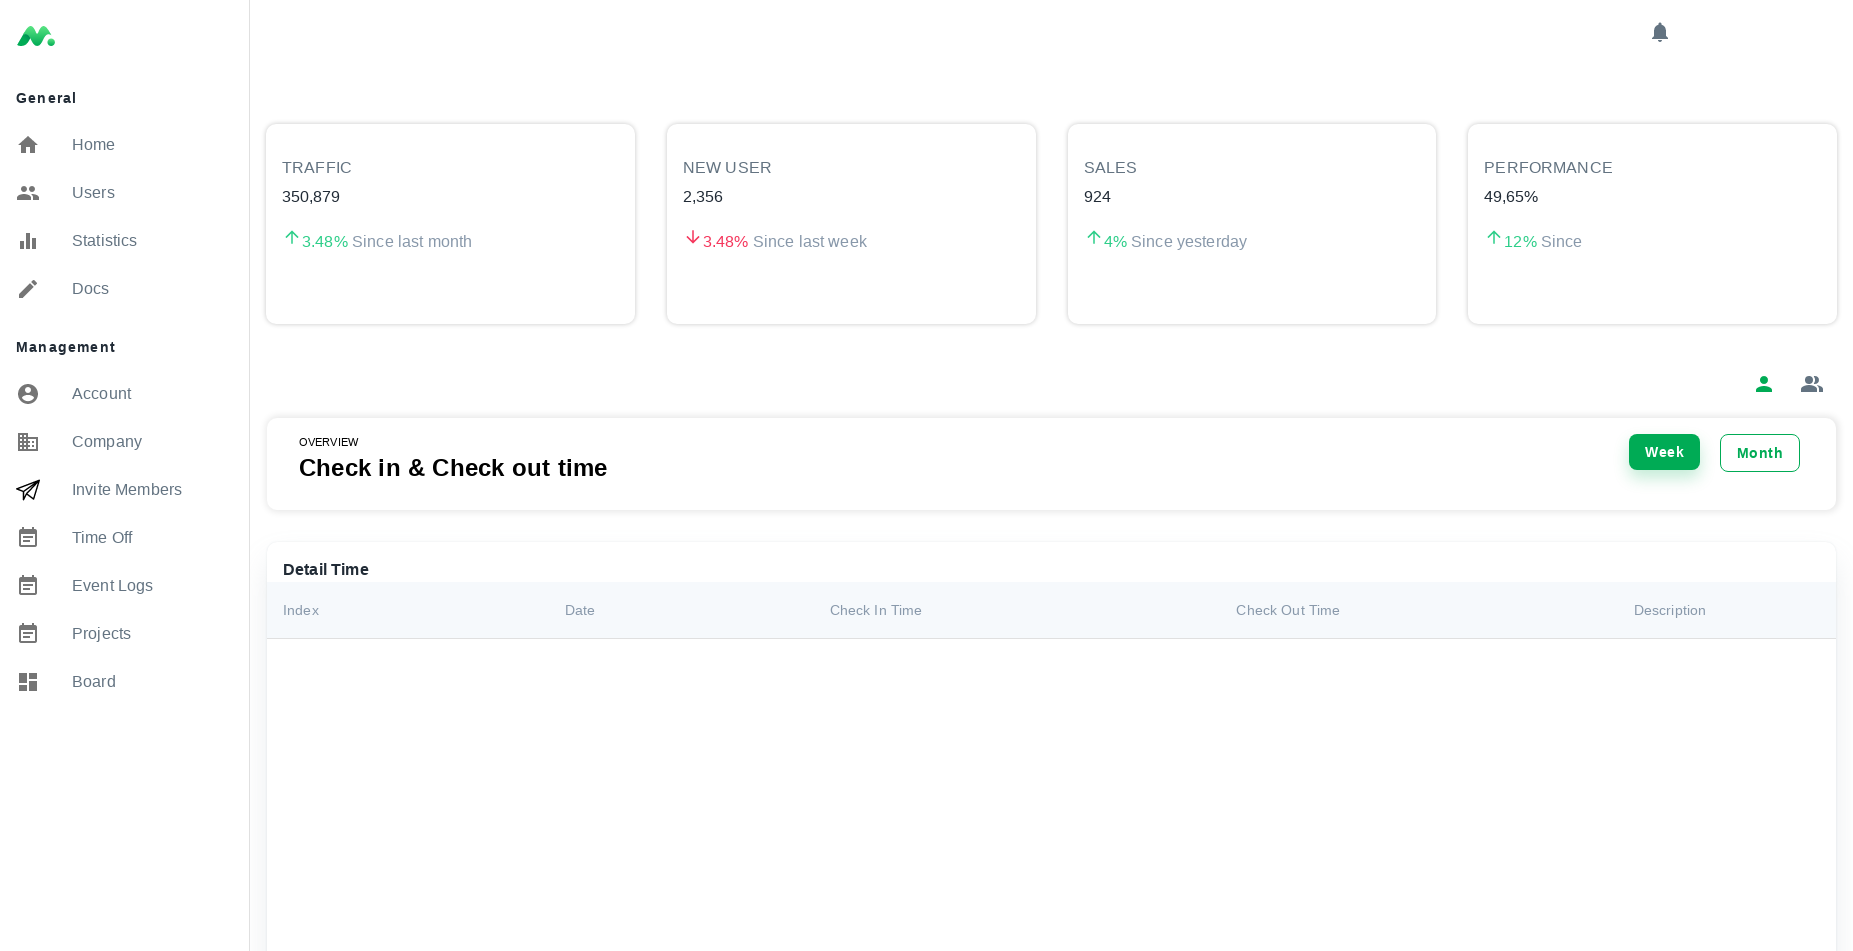 General
Home
Users
Statistics
Docs
Management
Account
Company
Invite Members
Time Off
Event Logs
Projects
Board
TRAFFIC
350,879
3.48% Since last month
NEW USER
2,356
3.48% Since last week
SALES
924
4% Since yesterday
PERFORMANCE
49,65%
12% Since
OVERVIEW
Check in & Check out time
Week
Month
Detail Time
Index Date Check In Time Check Out Time Description